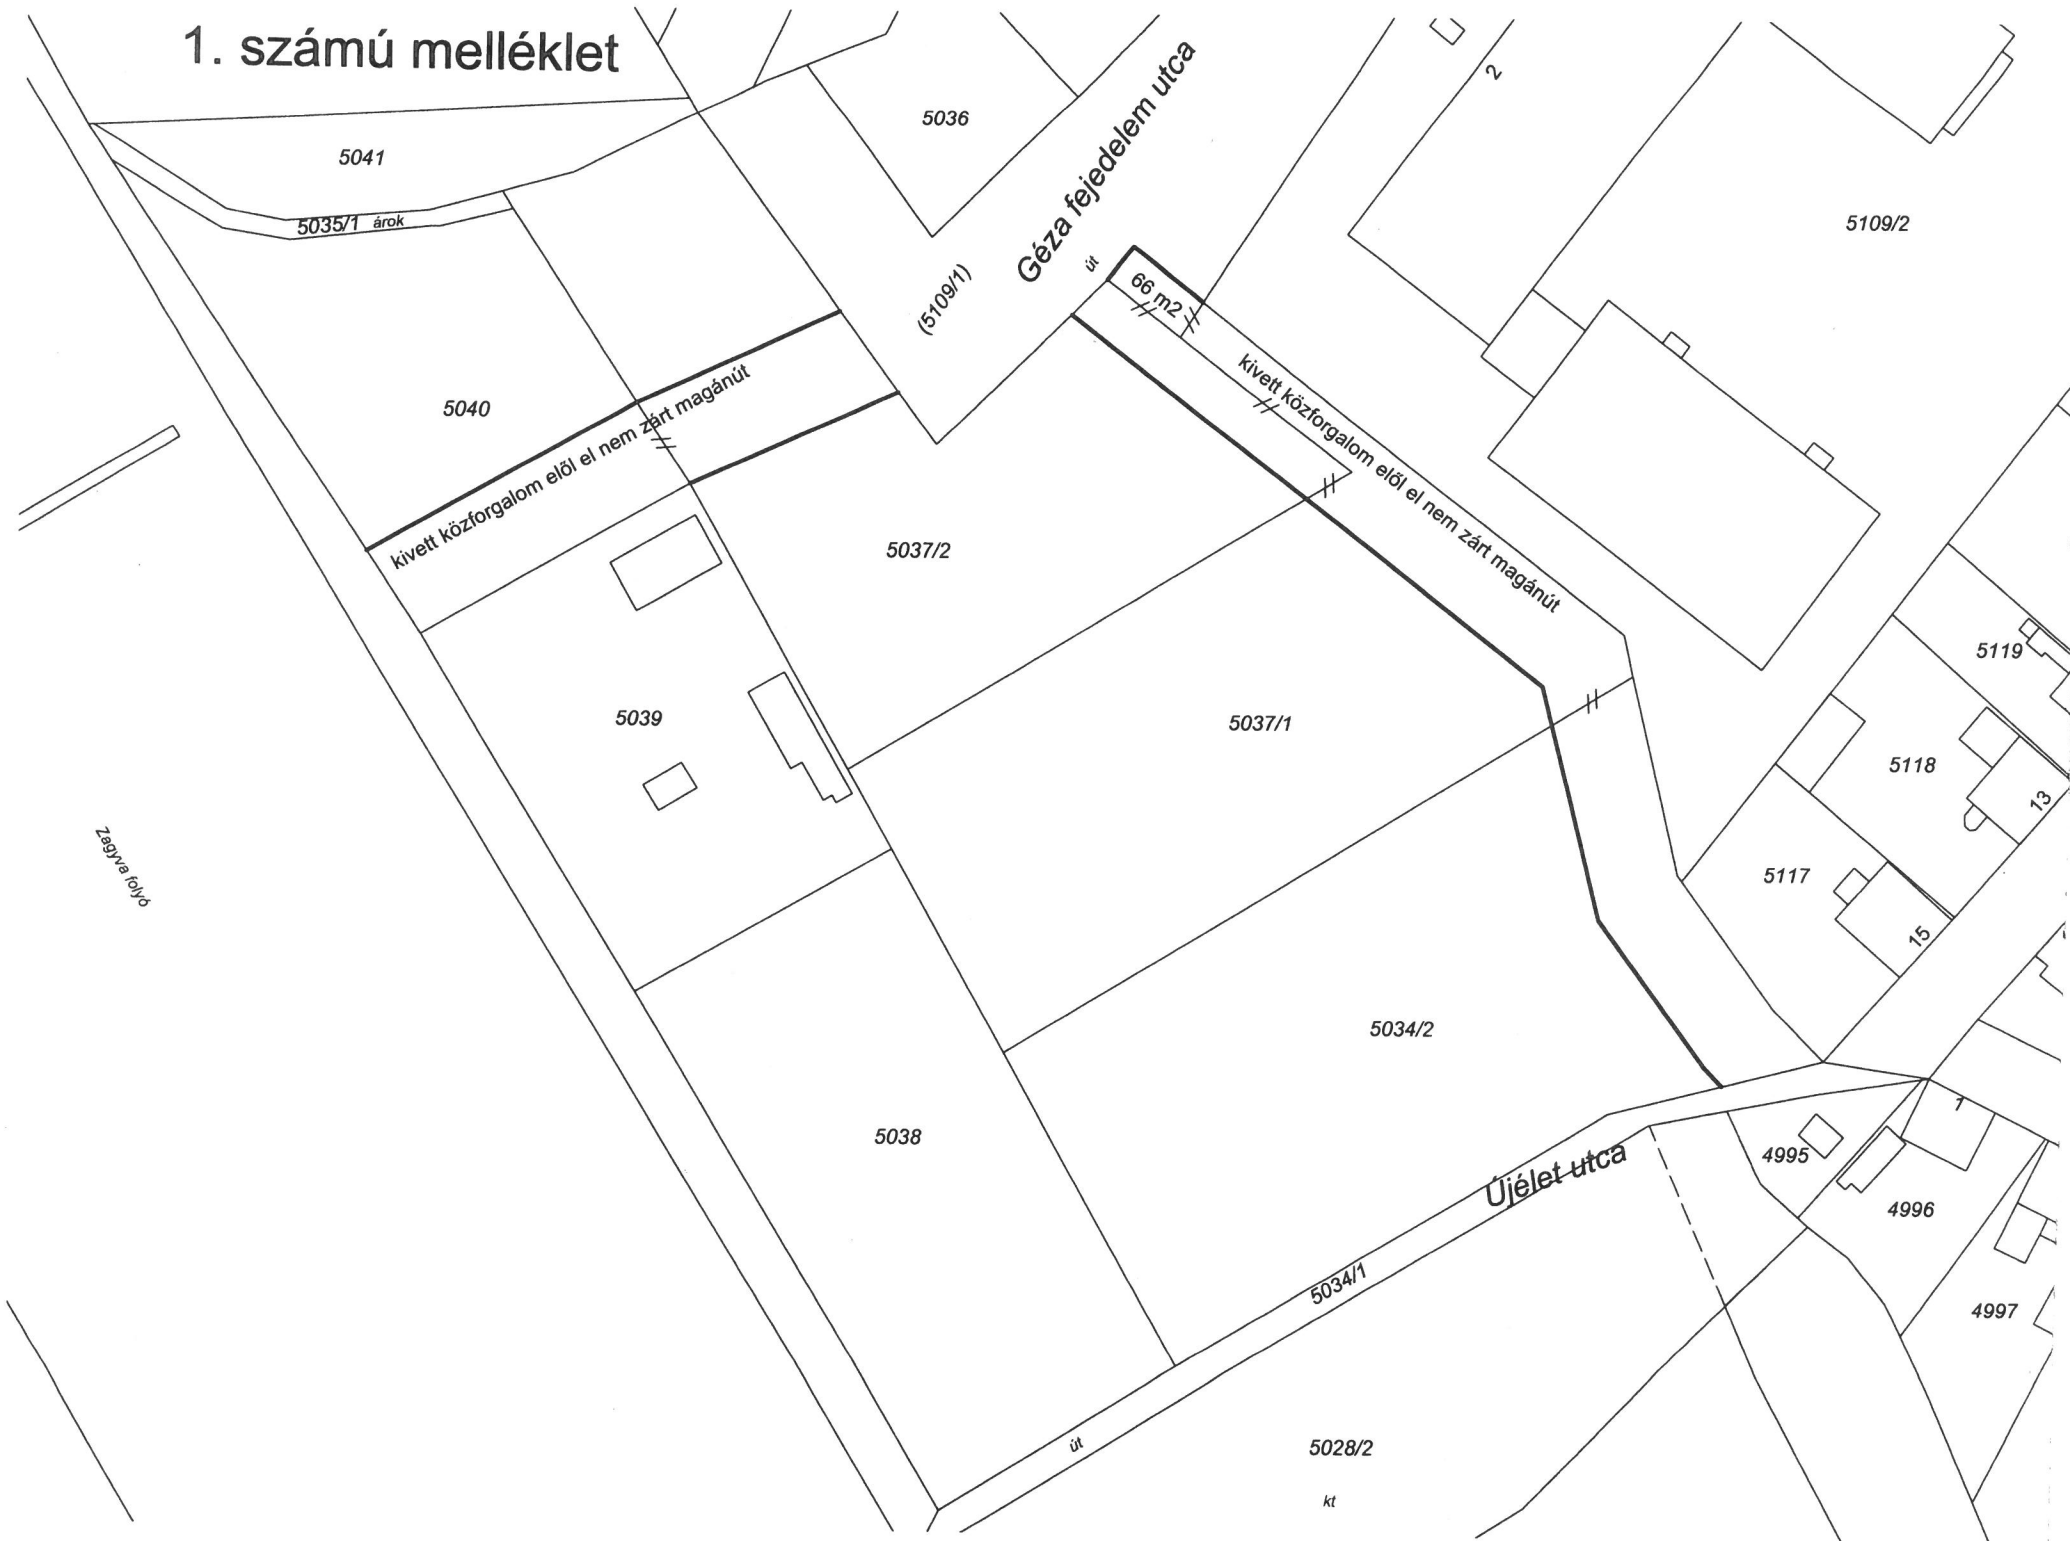 1. számú melléklet
5036
Géza fejedelem utca
2
5041
5035/1 árok
5109/2
(5109/1)
út
66 m2
5040
kivett közforgalom elől el nem zárt magánút
kivett közforgalom elől el nem zárt magánút
5037/2
5119
5039
5037/1
5118
13
Zagyva folyó
5117
15
5034/2
5038
1
Újélet utca
4995
4996
5034/1
4997
út
5028/2
kt